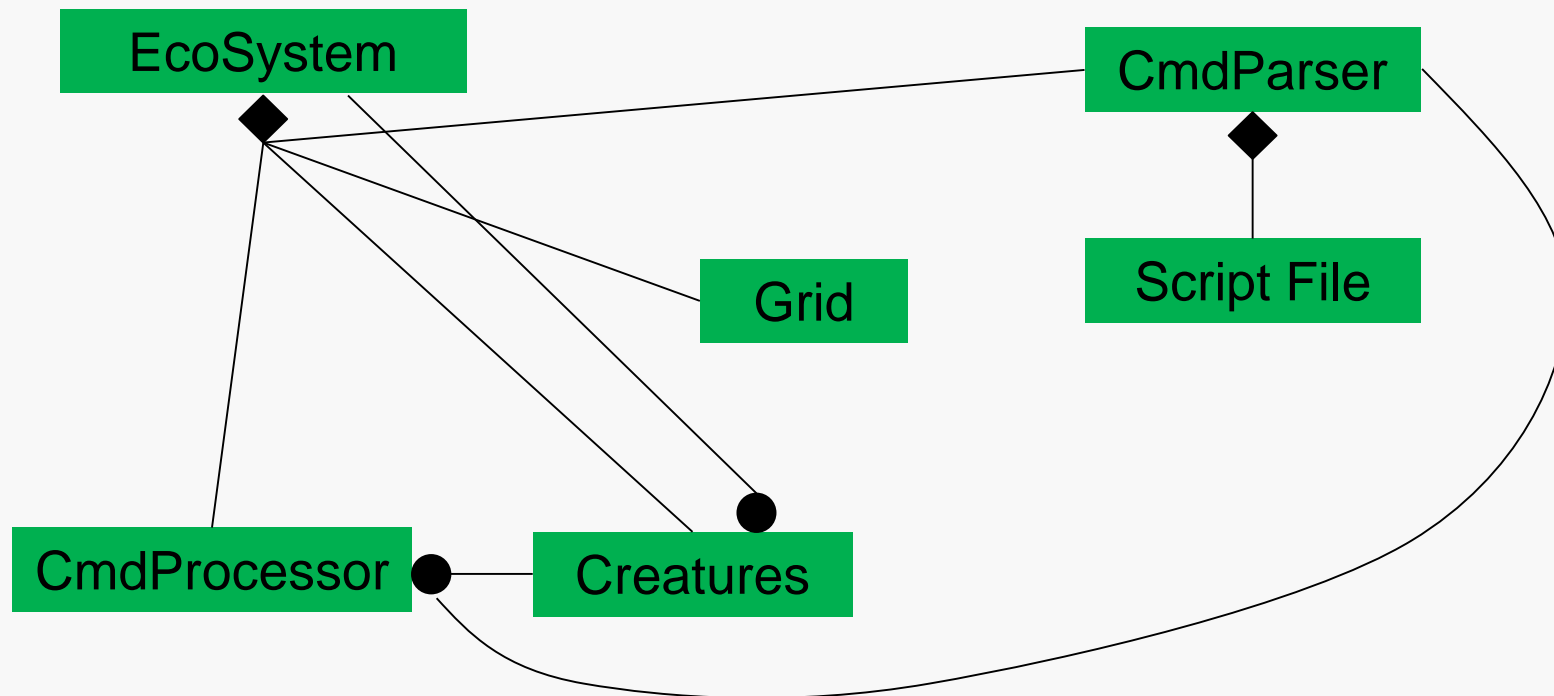 EcoSystem
CmdParser
Grid
Script File
CmdProcessor
Creatures